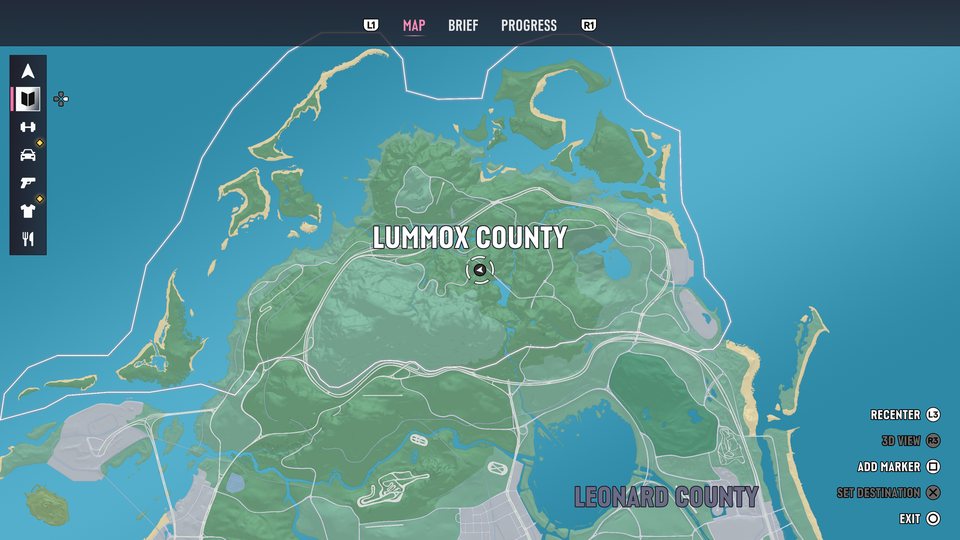 L1 MAP BRIEF PROGRESS R1
LUMMOX COUNTY
RECENTER L3
3D VIEW R3
ADD MARKER
SET DESTINATION
LEONARD COUNTY
EXIT